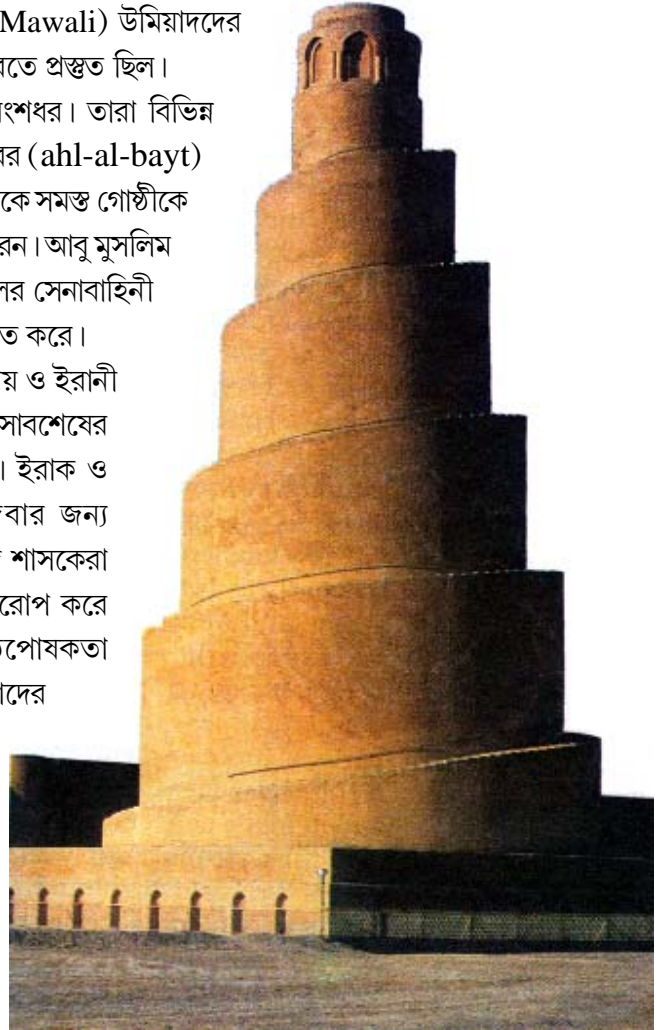 (Mawali) উমিয়াদদের
রতে প্রস্তুত ছিল।
ংশধর। তারা বিভিন্ন
(ahl-al-bayt)
কে সমস্ত গোষ্ঠীকে
রন। আবু মুসলিম
সেনাবাহিনী
ত করে।
য় ও ইরানী
সাবশেষের
। ইরাক ও
বার জন্য
শাসকেরা
রোপ করে
পোষকতা
াদের